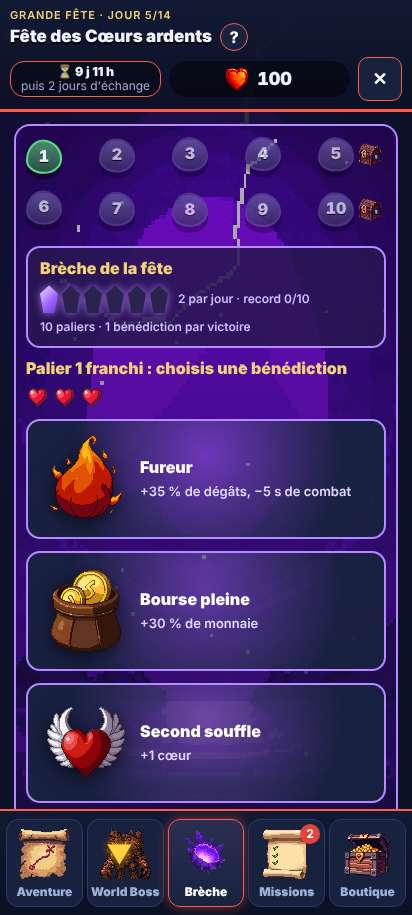 GRANDE FÊTE · JOUR 5/14
Fête des Cœurs ardents ?
⏳ 9 j 11 h
puis 2 jours d'échange
100
✕
1 2 3 4 5
6 7 8 9 10
Brèche de la fête
2 par jour · record 0/10
10 paliers · 1 bénédiction par victoire
Palier 1 franchi : choisis une bénédiction
Fureur
+35 % de dégâts, −5 s de combat
Bourse pleine
+30 % de monnaie
Second souffle
+1 cœur
2
Aventure World Boss Brèche Missions Boutique